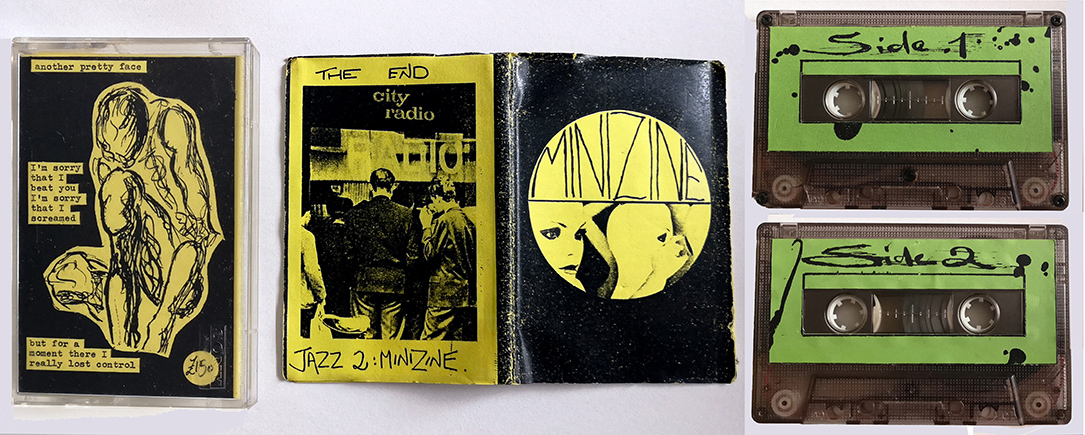 another pretty face
I'm sorry
that I
beat you
I'm sorry
that I
screamed
but for a
moment there I
really lost control
£1.50
THE END
city
radio
RADIO
JAZZ 2: MINIZINE.
MINIZINE
Side 1
Side 2